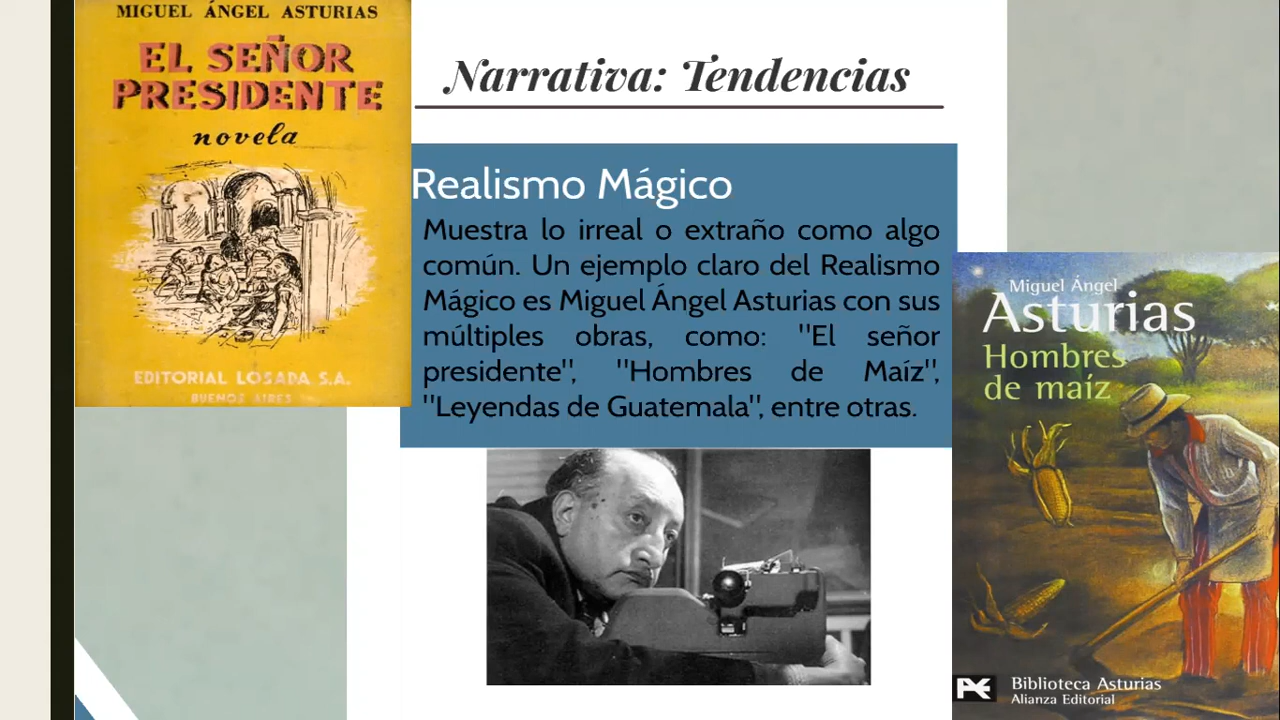 MIGUEL ÁNGEL ASTURIAS
EL SEÑOR
PRESIDENTE
novela
EDITORIAL LOSADA S.A.
BUENOS AIRES
Narrativa: Tendencias
Realismo Mágico
Muestra lo irreal o extraño como algo
común. Un ejemplo claro del Realismo
Mágico es Miguel Ángel Asturias con sus
múltiples obras, como: "El señor
presidente", "Hombres de Maíz",
"Leyendas de Guatemala", entre otras.
Miguel Ángel
Asturias
Hombres
de maíz
Biblioteca Asturias
Alianza Editorial